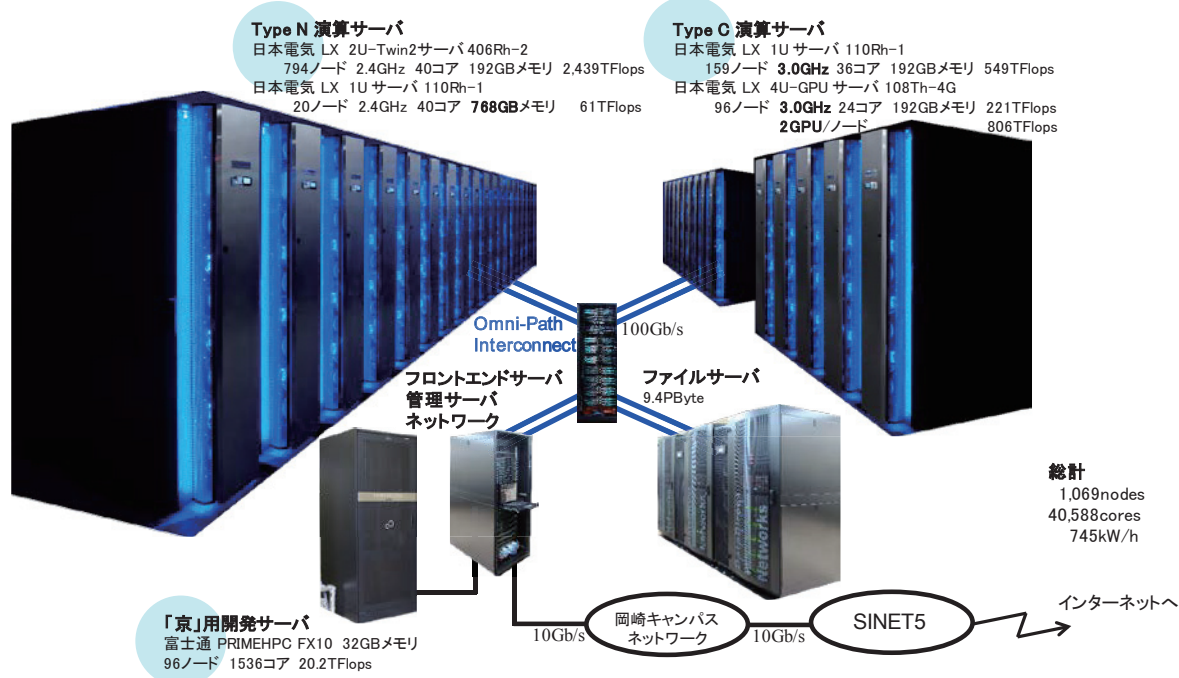 Type N 演算サーバ
日本電気 LX 2U-Twin2サーバ 406Rh-2
794ノード 2.4GHz 40コア 192GBメモリ 2,439TFlops
日本電気 LX 1U サーバ 110Rh-1
20ノード 2.4GHz 40コア 768GBメモリ 61TFlops
Type C 演算サーバ
日本電気 LX 1U サーバ 110Rh-1
159ノード 3.0GHz 36コア 192GBメモリ 549TFlops
日本電気 LX 4U-GPU サーバ 108Th-4G
96ノード 3.0GHz 24コア 192GBメモリ 221TFlops
2GPU/ノード 806TFlops
Omni-Path
Interconnect
100Gb/s
フロントエンドサーバ
管理サーバ
ネットワーク
ファイルサーバ
9.4PByte
Networks
総計
1,069nodes
40,588cores
745kW/h
「京」用開発サーバ
富士通 PRIMEHPC FX10 32GBメモリ
96ノード 1536コア 20.2TFlops
10Gb/s
岡崎キャンパス
ネットワーク
10Gb/s
SINET5
インターネットへ